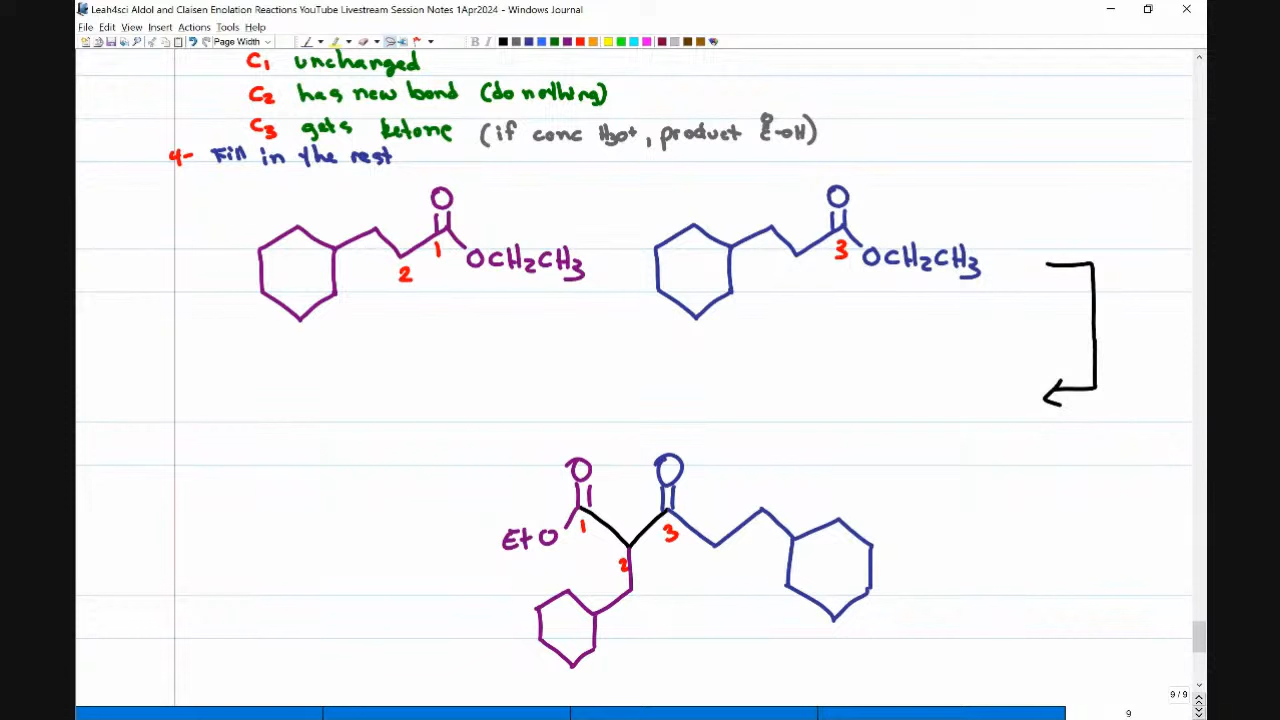 Leah4sci Aldol and Claisen Enolation Reactions YouTube Livestream Session Notes 1Apr2024 - Windows Journal
File Edit View Insert Actions Tools Help
Page Width
B I
C1 unchanged
C2 has new bond (do nothing)
C3 gets ketone (if conc H3O+, product ξ-OH)
4- Fill in the rest
O O
1 3
OCH2CH3 OCH2CH3
2
O O
1 3
EtO
2
9 / 9
9